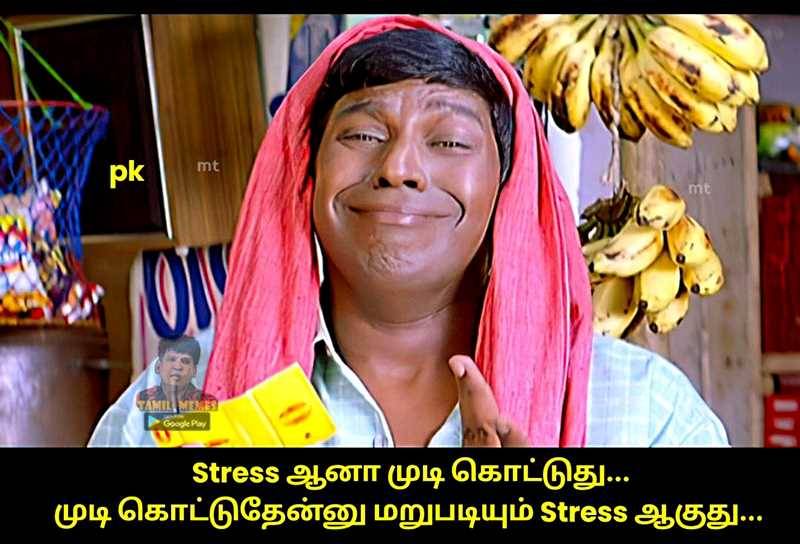 pk
mt
mt
TAMIL MEMES
Google Play
Stress ஆனா முடி கொட்டுது...
முடி கொட்டுதேன்னு மறுபடியும் Stress ஆகுது...